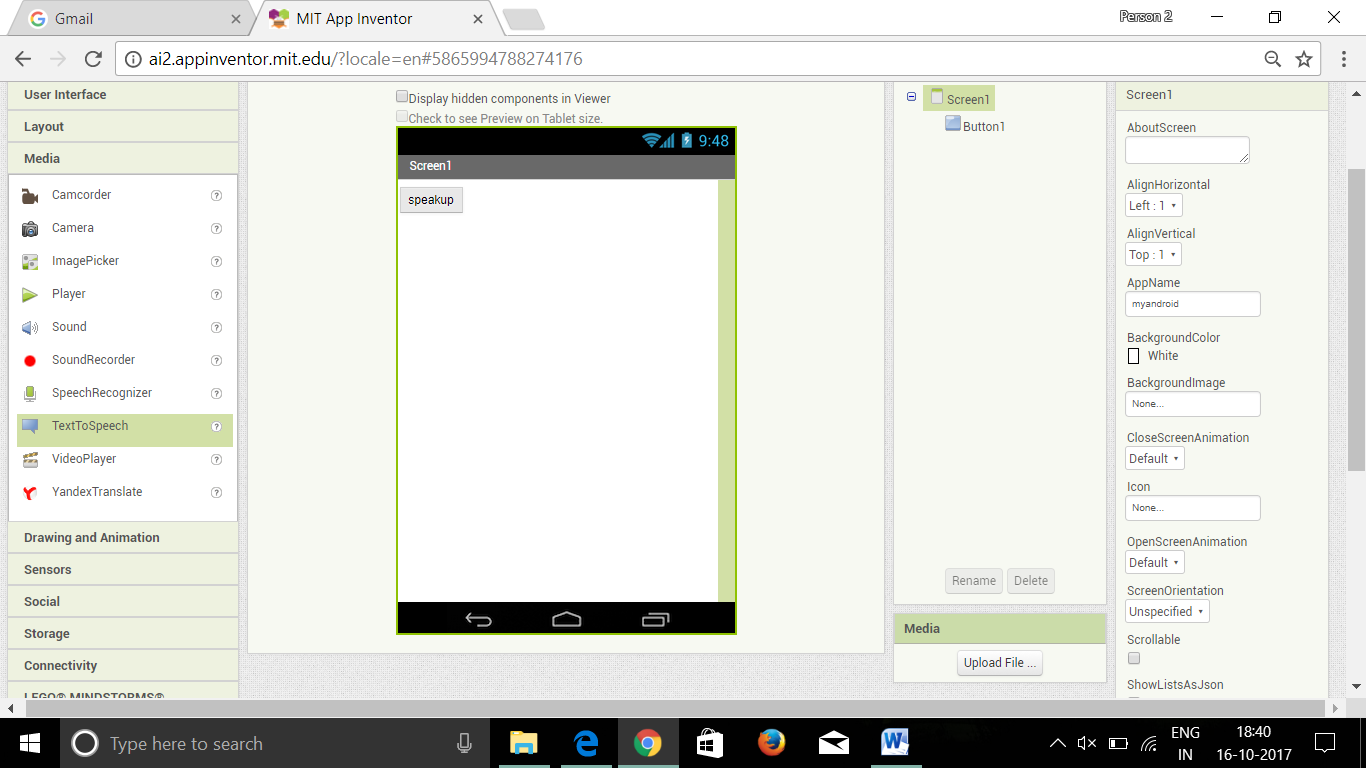 Gmail
MIT App Inventor
Person 2
ai2.appinventor.mit.edu/?locale=en#5865994788274176
User Interface
Layout
Media
Camcorder
Camera
ImagePicker
Player
Sound
SoundRecorder
SpeechRecognizer
TextToSpeech
VideoPlayer
YandexTranslate
Drawing and Animation
Sensors
Social
Storage
Connectivity
LEGO® MINDSTORMS®
Display hidden components in Viewer
Check to see Preview on Tablet size.
9:48
Screen1
speakup
Screen1
Button1
Rename
Delete
Media
Upload File ...
Screen1
AboutScreen
AlignHorizontal
Left : 1
AlignVertical
Top : 1
AppName
myandroid
BackgroundColor
White
BackgroundImage
None...
CloseScreenAnimation
Default
Icon
None...
OpenScreenAnimation
Default
ScreenOrientation
Unspecified
Scrollable
ShowListsAsJson
Type here to search
ENG
IN
18:40
16-10-2017